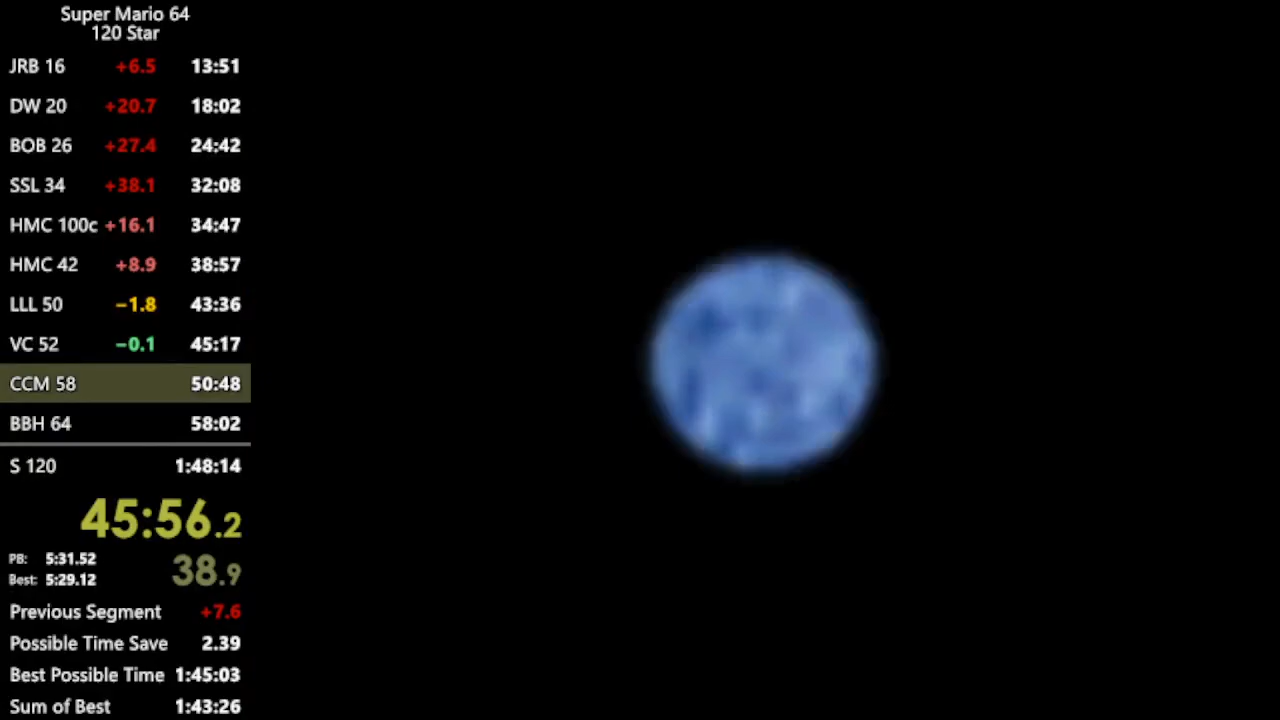 Super Mario 64
120 Star
JRB 16 +6.5 13:51
DW 20 +20.7 18:02
BOB 26 +27.4 24:42
SSL 34 +38.1 32:08
HMC 100c +16.1 34:47
HMC 42 +8.9 38:57
LLL 50 −1.8 43:36
VC 52 −0.1 45:17
CCM 58 50:48
BBH 64 58:02
S 120 1:48:14
45:56.2
PB: 5:31.52 38.9
Best: 5:29.12
Previous Segment +7.6
Possible Time Save 2.39
Best Possible Time 1:45:03
Sum of Best 1:43:26